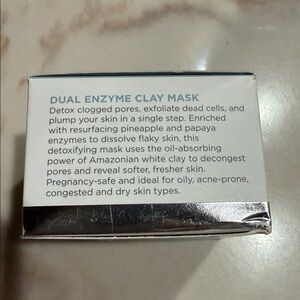 DUAL ENZYME CLAY MASK
Detox clogged pores, exfoliate dead cells, and
plump your skin in a single step. Enriched
with resurfacing pineapple and papaya
enzymes to dissolve flaky skin, this
detoxifying mask uses the oil-absorbing
power of Amazonian white clay to decongest
pores and reveal softer, fresher skin.
Pregnancy-safe and ideal for oily, acne-prone,
congested and dry skin types.